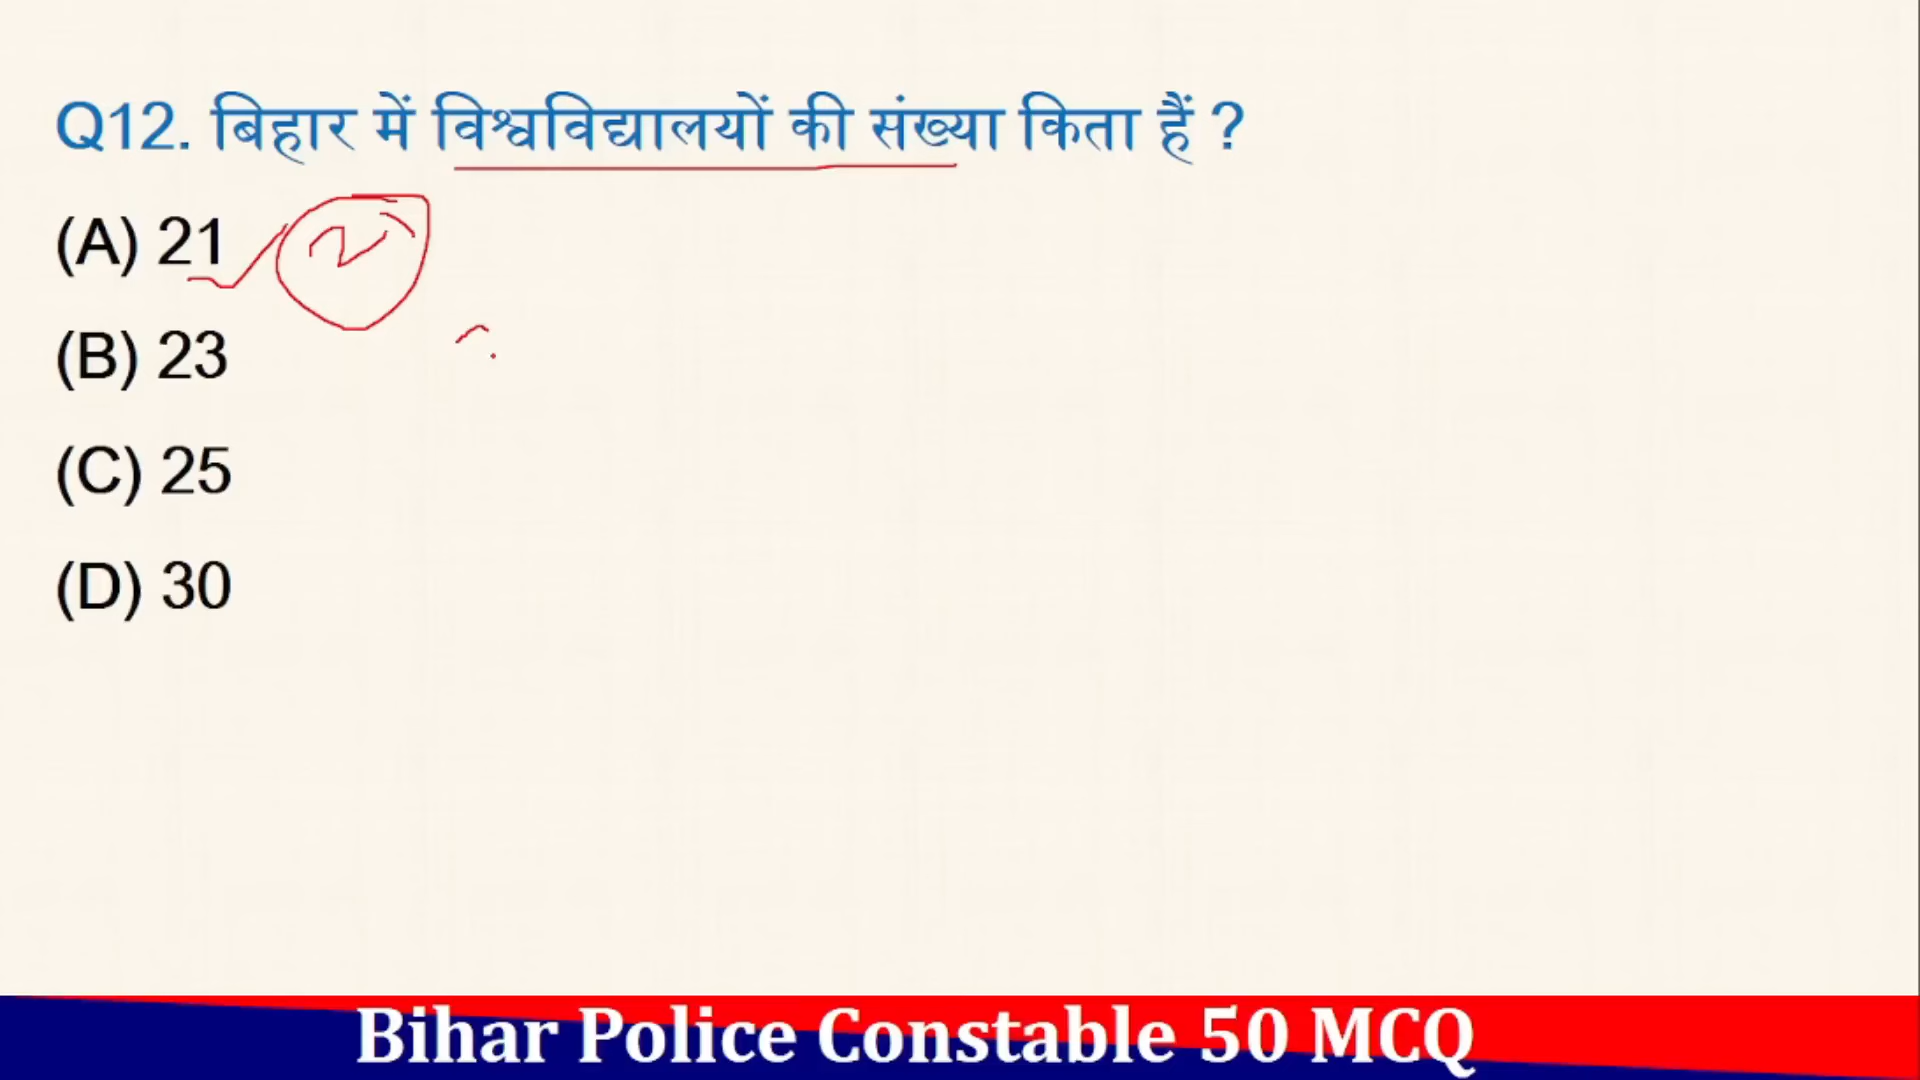 Q12. बिहार में विश्वविद्यालयों की संख्या किता हैं ?
(A) 21
(B) 23
(C) 25
(D) 30
Bihar Police Constable 50 MCQ